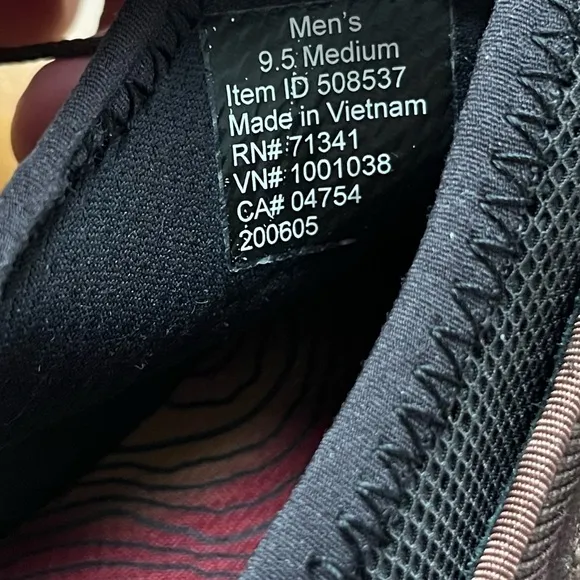 Men's
9.5 Medium
Item ID 508537
Made in Vietnam
RN# 71341
VN# 1001038
CA# 04754
200605